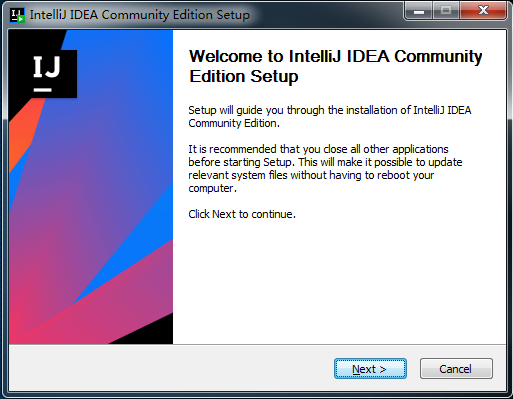 IntelliJ IDEA Community Edition Setup
IJ
Welcome to IntelliJ IDEA Community
Edition Setup
Setup will guide you through the installation of IntelliJ IDEA
Community Edition.
It is recommended that you close all other applications
before starting Setup. This will make it possible to update
relevant system files without having to reboot your
computer.
Click Next to continue.
Next >
Cancel